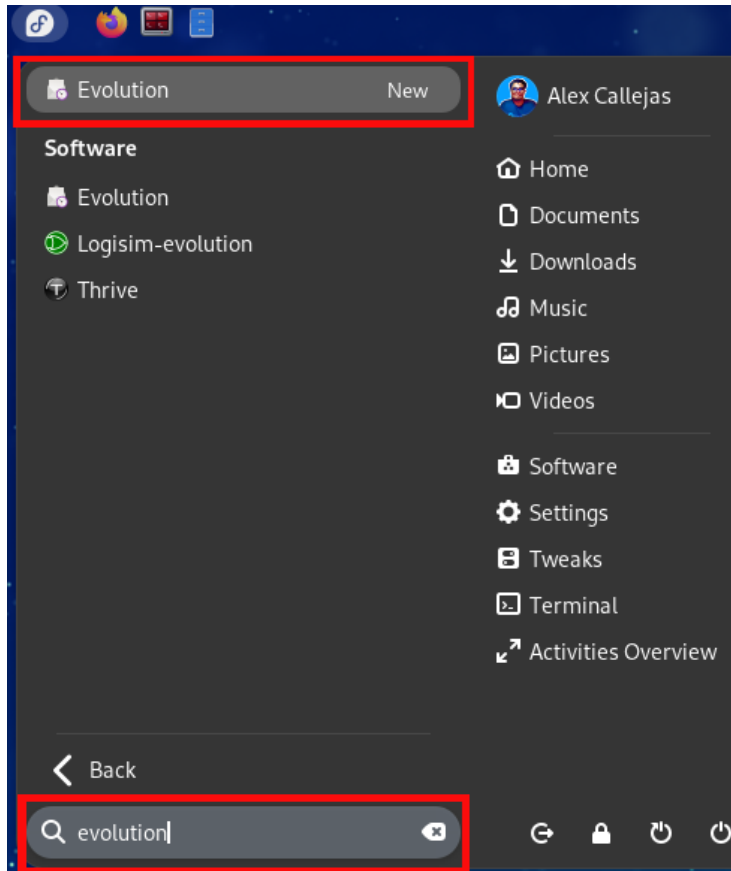 Evolution New
Software
Evolution
Logisim-evolution
Thrive
Back
evolution
Alex Callejas
Home
Documents
Downloads
Music
Pictures
Videos
Software
Settings
Tweaks
Terminal
Activities Overview